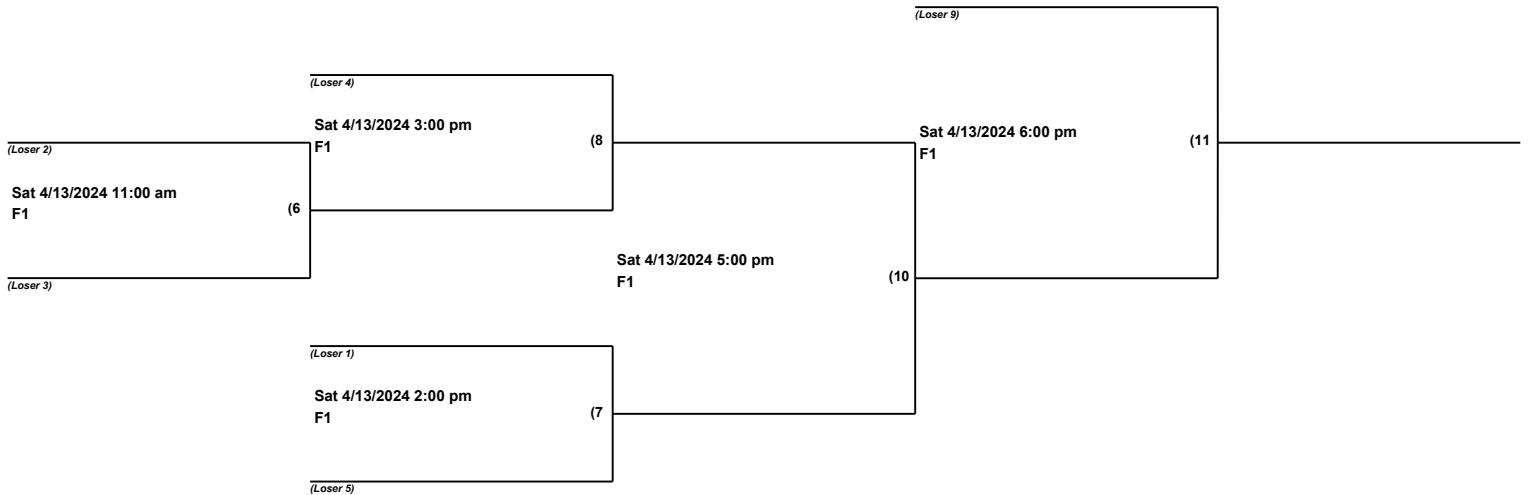 (Loser 9)
(Loser 4)
Sat 4/13/2024 3:00 pm
F1
(8
Sat 4/13/2024 6:00 pm
F1
(11
(Loser 2)
Sat 4/13/2024 11:00 am
F1
(6
Sat 4/13/2024 5:00 pm
F1
(10
(Loser 3)
(Loser 1)
Sat 4/13/2024 2:00 pm
F1
(7
(Loser 5)